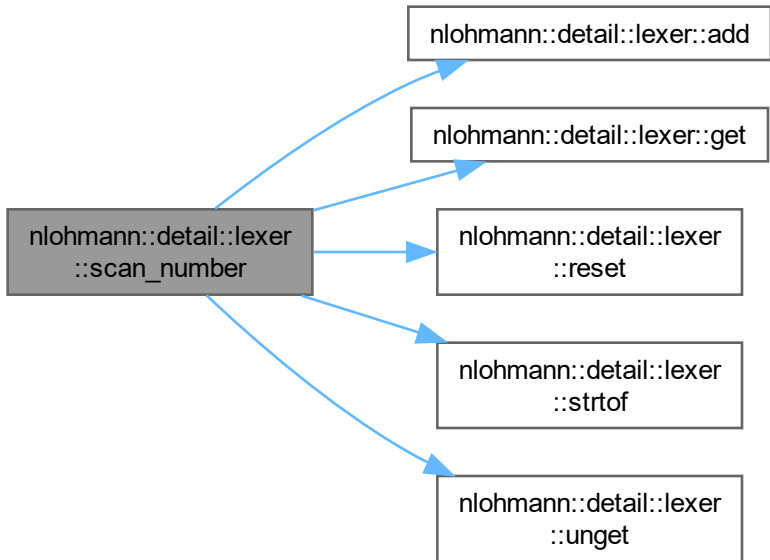 nlohmann::detail::lexer::add
nlohmann::detail::lexer::get
nlohmann::detail::lexer
::scan_number
nlohmann::detail::lexer
::reset
nlohmann::detail::lexer
::strtof
nlohmann::detail::lexer
::unget